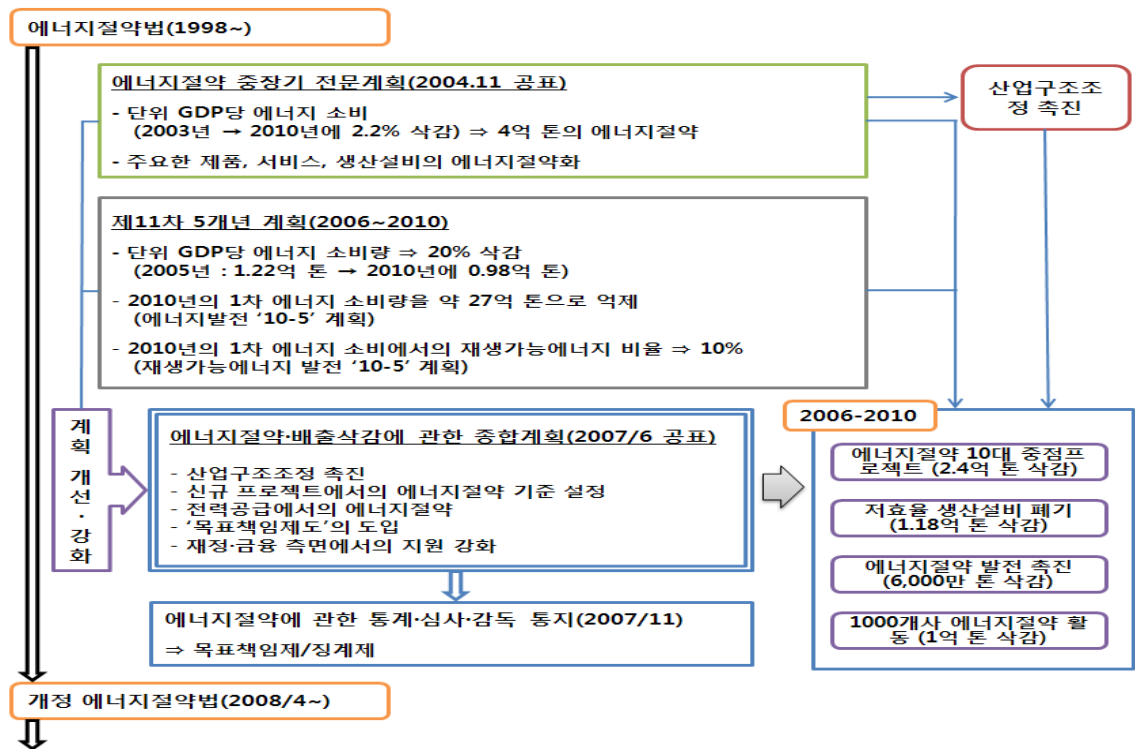 에너지절약법(1998~)
에너지절약 중장기 전문계획(2004.11 공표)
- 단위 GDP당 에너지 소비
(2003년 → 2010년에 2.2% 삭감) ⇒ 4억 톤의 에너지절약
- 주요한 제품, 서비스, 생산설비의 에너지절약화
산업구조조
정 촉진
제11차 5개년 계획(2006~2010)
- 단위 GDP당 에너지 소비량 ⇒ 20% 삭감
(2005년 : 1.22억 톤 → 2010년에 0.98억 톤)
- 2010년의 1차 에너지 소비량을 약 27억 톤으로 억제
(에너지발전 ‘10-5’ 계획)
- 2010년의 1차 에너지 소비에서의 재생가능에너지 비율 ⇒ 10%
(재생가능에너지 발전 ‘10-5’ 계획)
계
획
개
선
·
강
화
에너지절약·배출삭감에 관한 종합계획(2007/6 공표)
- 산업구조조정 촉진
- 신규 프로젝트에서의 에너지절약 기준 설정
- 전력공급에서의 에너지절약
- ‘목표책임제도’의 도입
- 재정·금융 측면에서의 지원 강화
2006-2010
에너지절약 10대 중점프
로젝트 (2.4억 톤 삭감)
저효율 생산설비 폐기
(1.18억 톤 삭감)
에너지절약 발전 촉진
(6,000만 톤 삭감)
1000개사 에너지절약 활
동 (1억 톤 삭감)
에너지절약에 관한 통계·심사·감독 통지(2007/11)
⇒ 목표책임제/징계제
개정 에너지절약법(2008/4~)